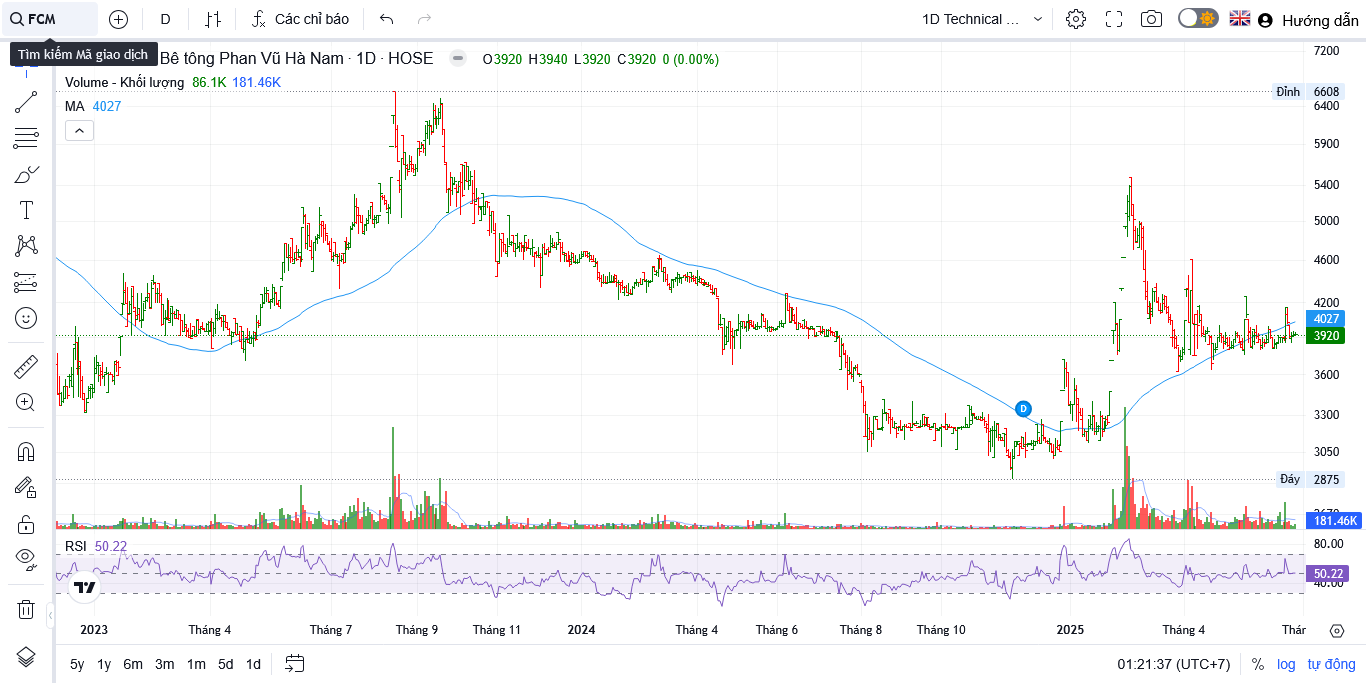 FCM
D
Các chỉ báo
1D Technical ...
Hướng dẫn
Tìm kiếm Mã giao dịch
Bê tông Phan Vũ Hà Nam · 1D · HOSE
O3920 H3940 L3920 C3920 0 (0.00%)
Volume - Khối lượng 86.1K 181.46K
MA 4027
7200
Đỉnh 6608
6400
5900
5400
5000
4600
4200
4027
3920
3600
D
3300
3050
Đáy 2875
181.46K
RSI 50.22
80.00
50.22
40.00
2023 Tháng 4 Tháng 7 Tháng 9 Tháng 11 2024 Tháng 4 Tháng 6 Tháng 8 Tháng 10 2025 Tháng 4 Thár
5y 1y 6m 3m 1m 5d 1d
01:21:37 (UTC+7) % log tự động